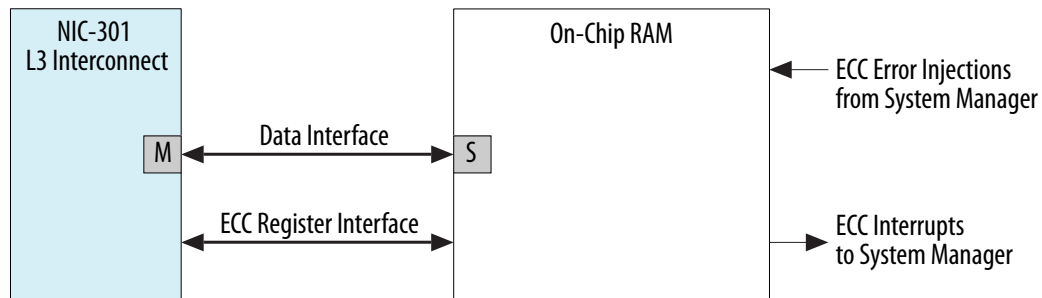 NIC-301
L3 Interconnect
On-Chip RAM
ECC Error Injections
from System Manager
Data Interface
M
S
ECC Register Interface
ECC Interrupts
to System Manager